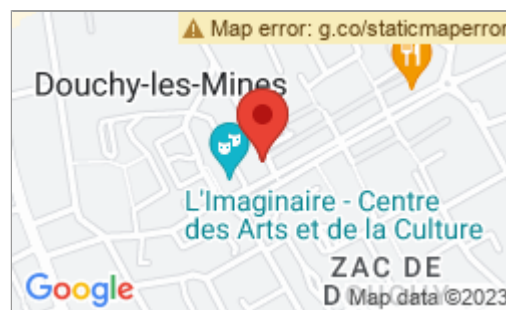 Map error: g.co/staticmaperror
Douchy-les-Mines
L'Imaginaire - Centre
des Arts et de la Culture
ZAC DE
DOUCHY
Google
Map data ©2023